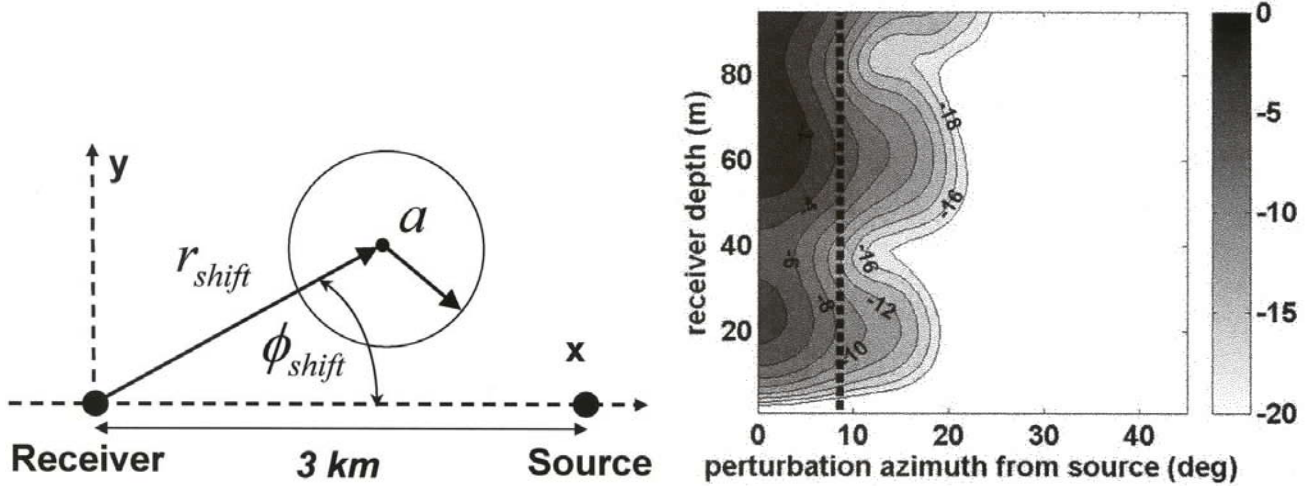 y
a
r_shift
ϕ_shift
x
Receiver
3 km
Source
receiver depth (m)
80
60
40
20
-18
-4
-16
-6
-16
-8
-12
-10
0
10
20
30
40
perturbation azimuth from source (deg)
0
-5
-10
-15
-20